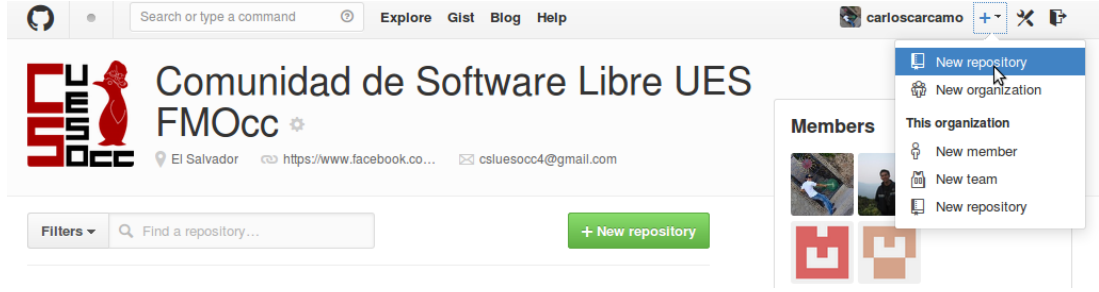 Search or type a command
Explore Gist Blog Help
carloscarcamo
New repository
New organization
This organization
New member
New team
New repository
CUES
CSOcc
Comunidad de Software Libre UES
FMOcc
El Salvador https://www.facebook.co... csluesocc4@gmail.com
Members
Filters
Find a repository...
+ New repository